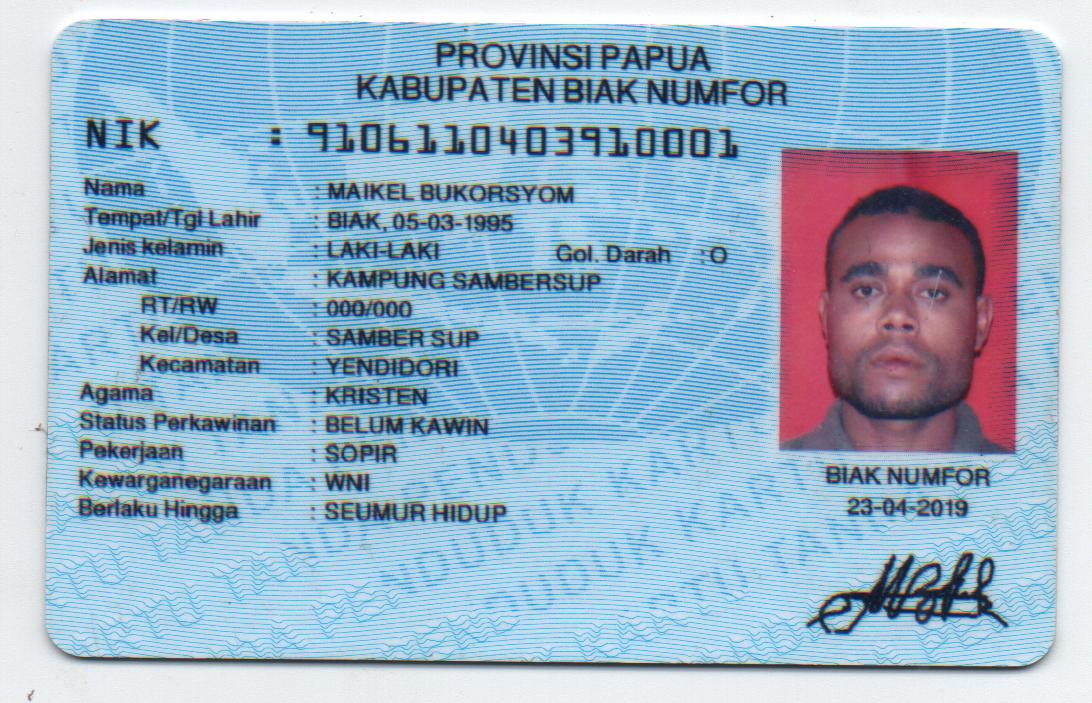 PROVINSI PAPUA
KABUPATEN BIAK NUMFOR
NIK : 9106110403910001
Nama : MAIKEL BUKORSYOM
Tempat/Tgl Lahir : BIAK, 05-03-1995
Jenis kelamin : LAKI-LAKI Gol. Darah : O
Alamat : KAMPUNG SAMBERSUP
RT/RW : 000/000
Kel/Desa : SAMBER SUP
Kecamatan : YENDIDORI
Agama : KRISTEN
Status Perkawinan : BELUM KAWIN
Pekerjaan : SOPIR
Kewarganegaraan : WNI
Berlaku Hingga : SEUMUR HIDUP
BIAK NUMFOR
23-04-2019